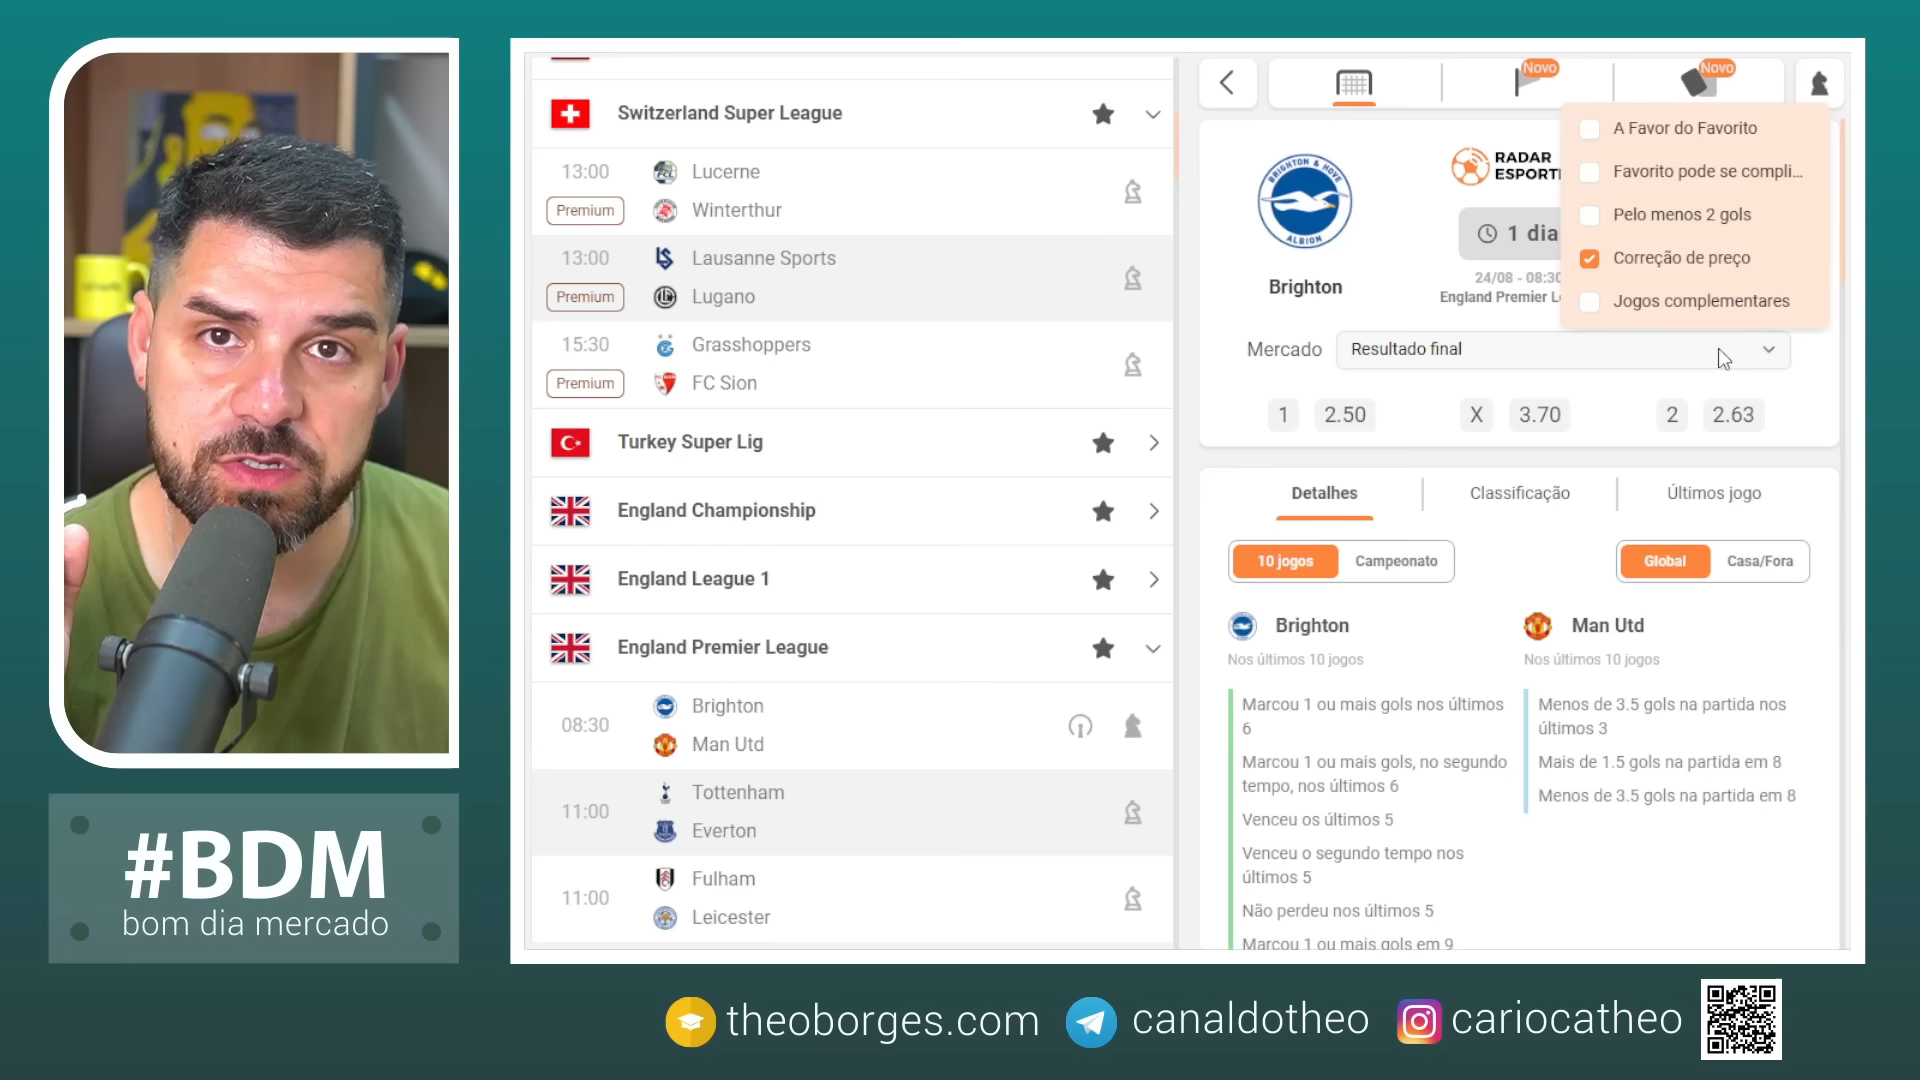 Switzerland Super League
13:00
Lucerne
Premium
Winterthur
13:00
Lausanne Sports
Premium
Lugano
15:30
Grasshoppers
Premium
FC Sion
Turkey Super Lig
England Championship
England League 1
England Premier League
08:30
Brighton
Man Utd
11:00
Tottenham
Everton
11:00
Fulham
Leicester
Novo
Novo
A Favor do Favorito
Favorito pode se compli...
Pelo menos 2 gols
Correção de preço
Jogos complementares
BRIGHTON & HOVE
ALBION
Brighton
RADAR
ESPORTI
1 dia
24/08 - 08:30
England Premier L
Mercado
Resultado final
1 2.50
X 3.70
2 2.63
Detalhes
Classificação
Últimos jogo
10 jogos
Campeonato
Global
Casa/Fora
Brighton
Nos últimos 10 jogos
Marcou 1 ou mais gols nos últimos
6
Marcou 1 ou mais gols, no segundo
tempo, nos últimos 6
Venceu os últimos 5
Venceu o segundo tempo nos
últimos 5
Não perdeu nos últimos 5
Marcou 1 ou mais gols em 9
Man Utd
Nos últimos 10 jogos
Menos de 3.5 gols na partida nos
últimos 3
Mais de 1.5 gols na partida em 8
Menos de 3.5 gols na partida em 8
#BDM
bom dia mercado
theoborges.com
canaldotheo
cariocatheo